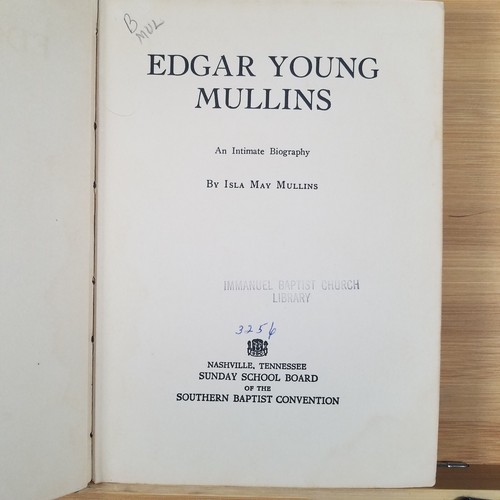 B
MUL
EDGAR YOUNG
MULLINS
An Intimate Biography
By Isla May Mullins
IMMANUEL BAPTIST CHURCH
LIBRARY
3256
NASHVILLE, TENNESSEE
SUNDAY SCHOOL BOARD
OF THE
SOUTHERN BAPTIST CONVENTION